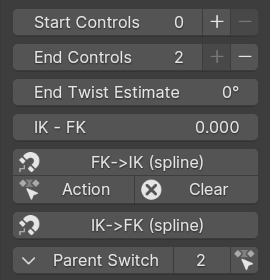 Start Controls 0 + −
End Controls 2 + −
End Twist Estimate 0°
IK - FK 0.000
FK->IK (spline)
Action Clear
IK->FK (spline)
Parent Switch 2